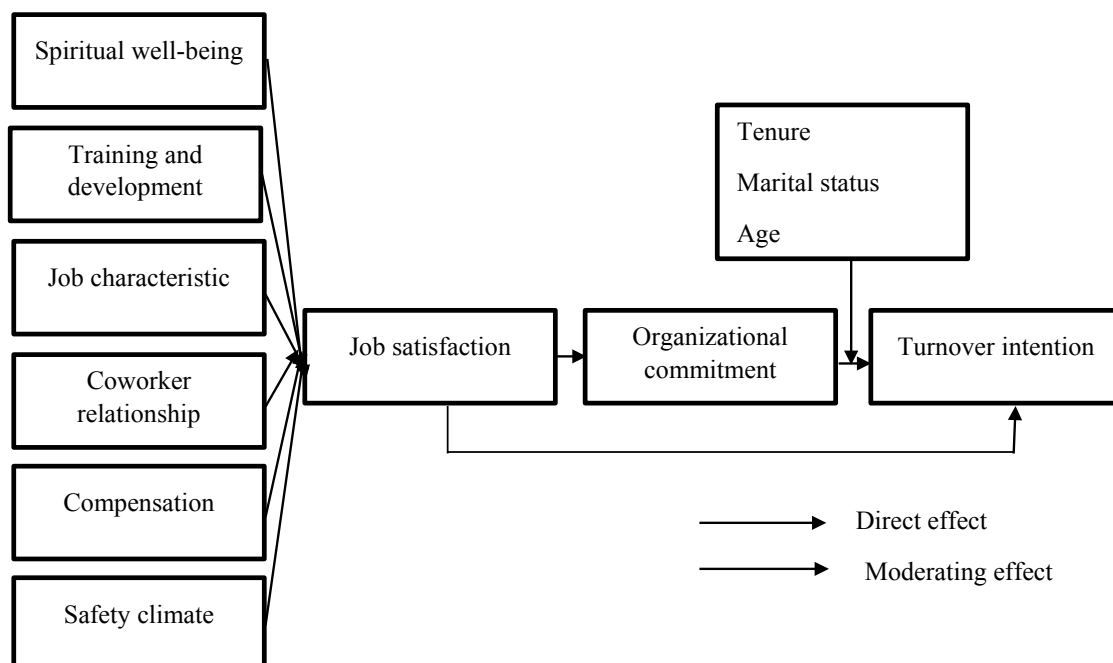 Spiritual well-being
Training and
development
Job characteristic
Coworker
relationship
Compensation
Safety climate
Job satisfaction
Organizational
commitment
Tenure
Marital status
Age
Turnover intention
Direct effect
Moderating effect